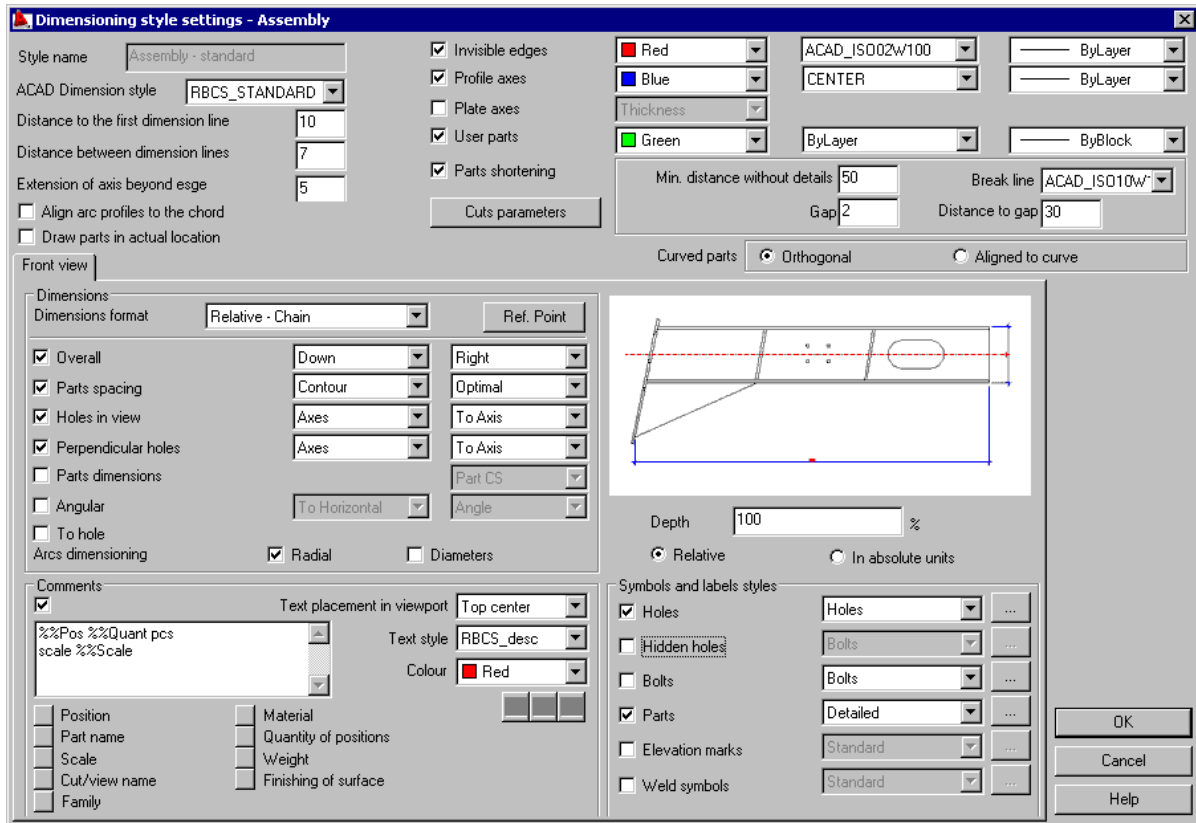 Dimensioning style settings - Assembly
Style name Assembly - standard
ACAD Dimension style RBCS_STANDARD
Distance to the first dimension line 10
Distance between dimension lines 7
Extension of axis beyond esge 5
Align arc profiles to the chord
Draw parts in actual location
Invisible edges Red ACAD_ISO02W100 ByLayer
Profile axes Blue CENTER ByLayer
Plate axes Thickness
User parts Green ByLayer ByBlock
Parts shortening
Cuts parameters
Min. distance without details 50 Break line ACAD_ISO10W
Gap 2 Distance to gap 30
Curved parts Orthogonal Aligned to curve
Front view
Dimensions
Dimensions format Relative - Chain Ref. Point
Overall Down Right
Parts spacing Contour Optimal
Holes in view Axes To Axis
Perpendicular holes Axes To Axis
Parts dimensions Part CS
Angular To Horizontal Angle
To hole
Arcs dimensioning Radial Diameters
Depth 100 %
Relative In absolute units
Comments
Text placement in viewport Top center
%%Pos %%Quant pcs
scale %%Scale
Text style RBCS_desc
Colour Red
Position Material
Part name Quantity of positions
Scale Weight
Cut/view name Finishing of surface
Family
Symbols and labels styles
Holes Holes ...
Hidden holes Bolts ...
Bolts Bolts ...
Parts Detailed ...
Elevation marks Standard ...
Weld symbols Standard ...
OK
Cancel
Help